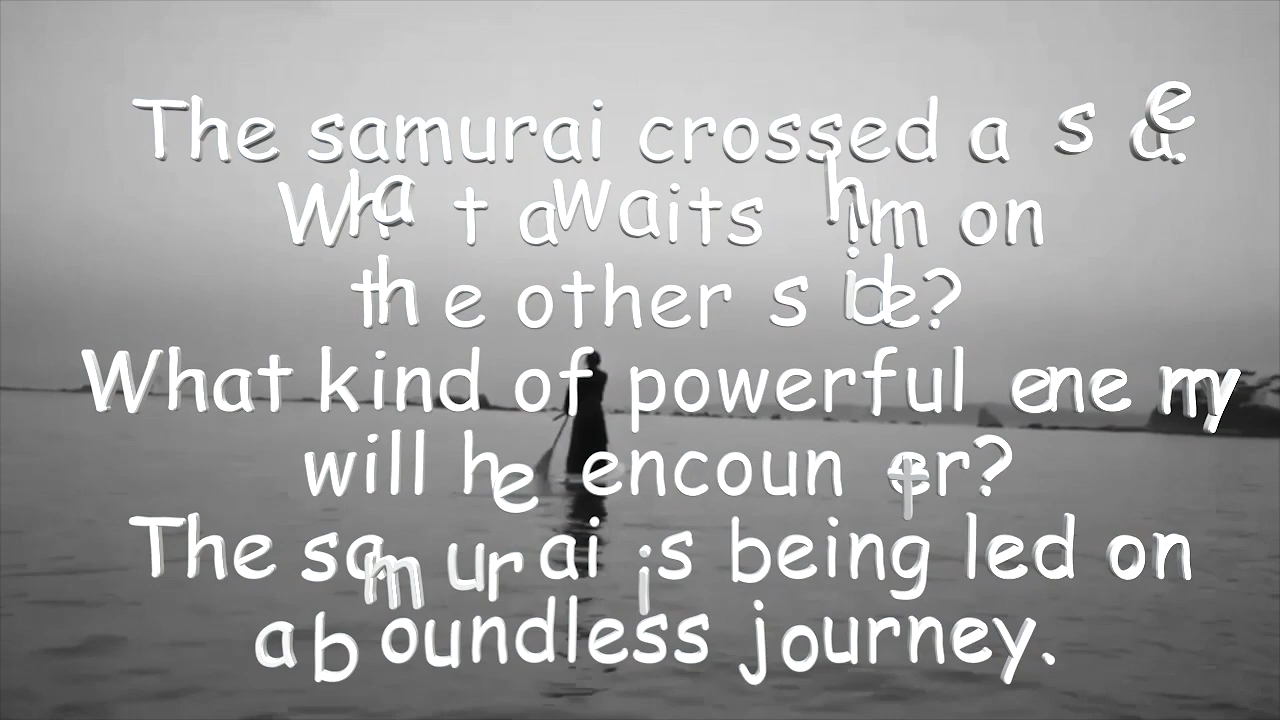 The samurai crossed a sea.
What awaits him on
the other side?
What kind of powerful enemy
will he encounter?
The samurai is being led on
a boundless journey.